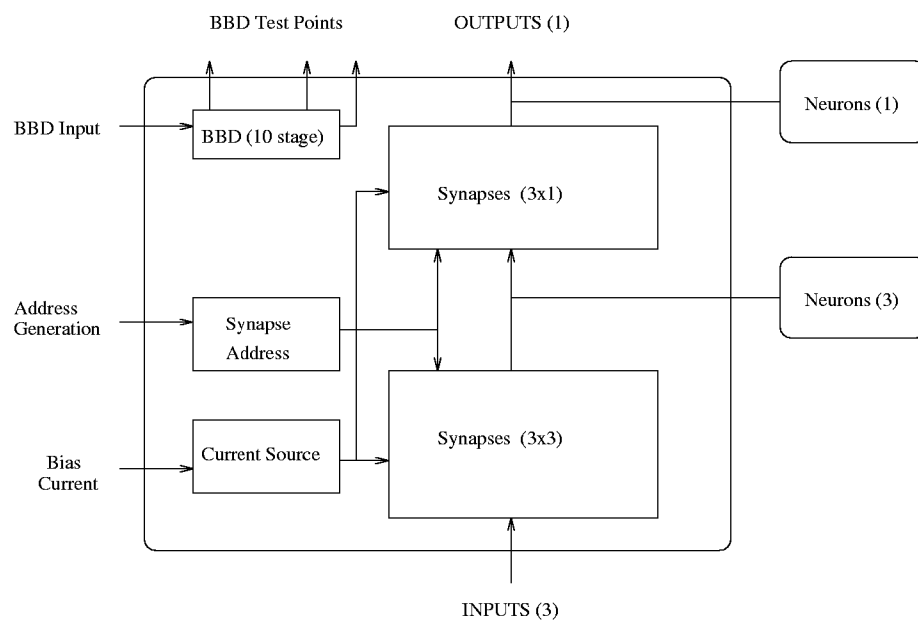 BBD Test Points
OUTPUTS (1)
Neurons (1)
BBD Input
BBD (10 stage)
Synapses (3x1)
Neurons (3)
Address
Generation
Synapse
Address
Synapses (3x3)
Current Source
Bias
Current
INPUTS (3)